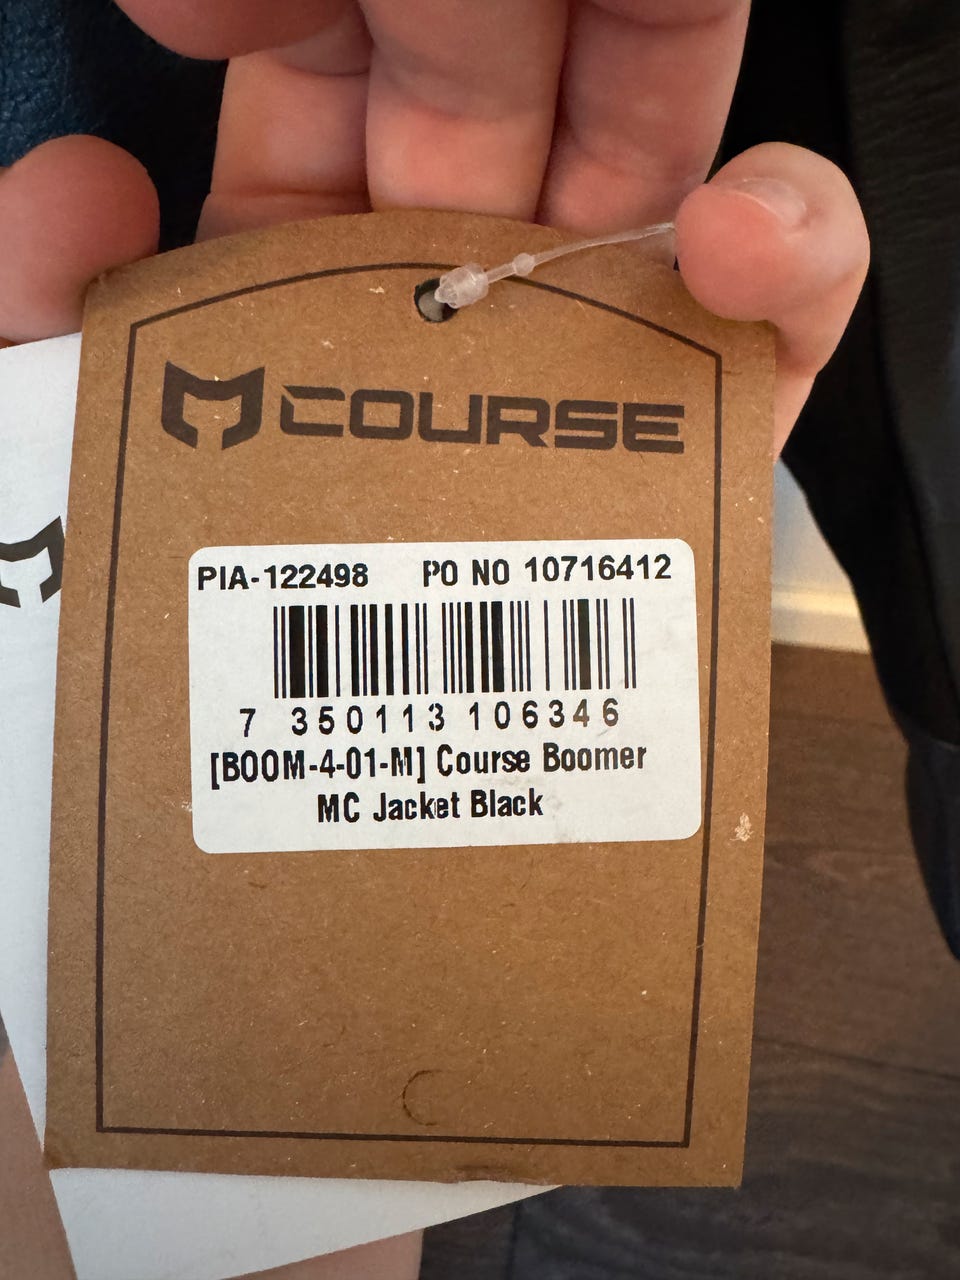 COURSE
PIA-122498 PO NO 10716412
7 350113 106346
[BOOM-4-01-M] Course Boomer
MC Jacket Black